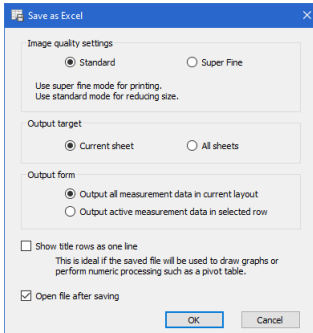 Save as Excel
Image quality settings
Standard Super Fine
Use super fine mode for printing.
Use standard mode for reducing size.
Output target
Current sheet All sheets
Output form
Output all measurement data in current layout
Output active measurement data in selected row
Show title rows as one line
This is ideal if the saved file will be used to draw graphs or
perform numeric processing such as a pivot table.
Open file after saving
OK Cancel